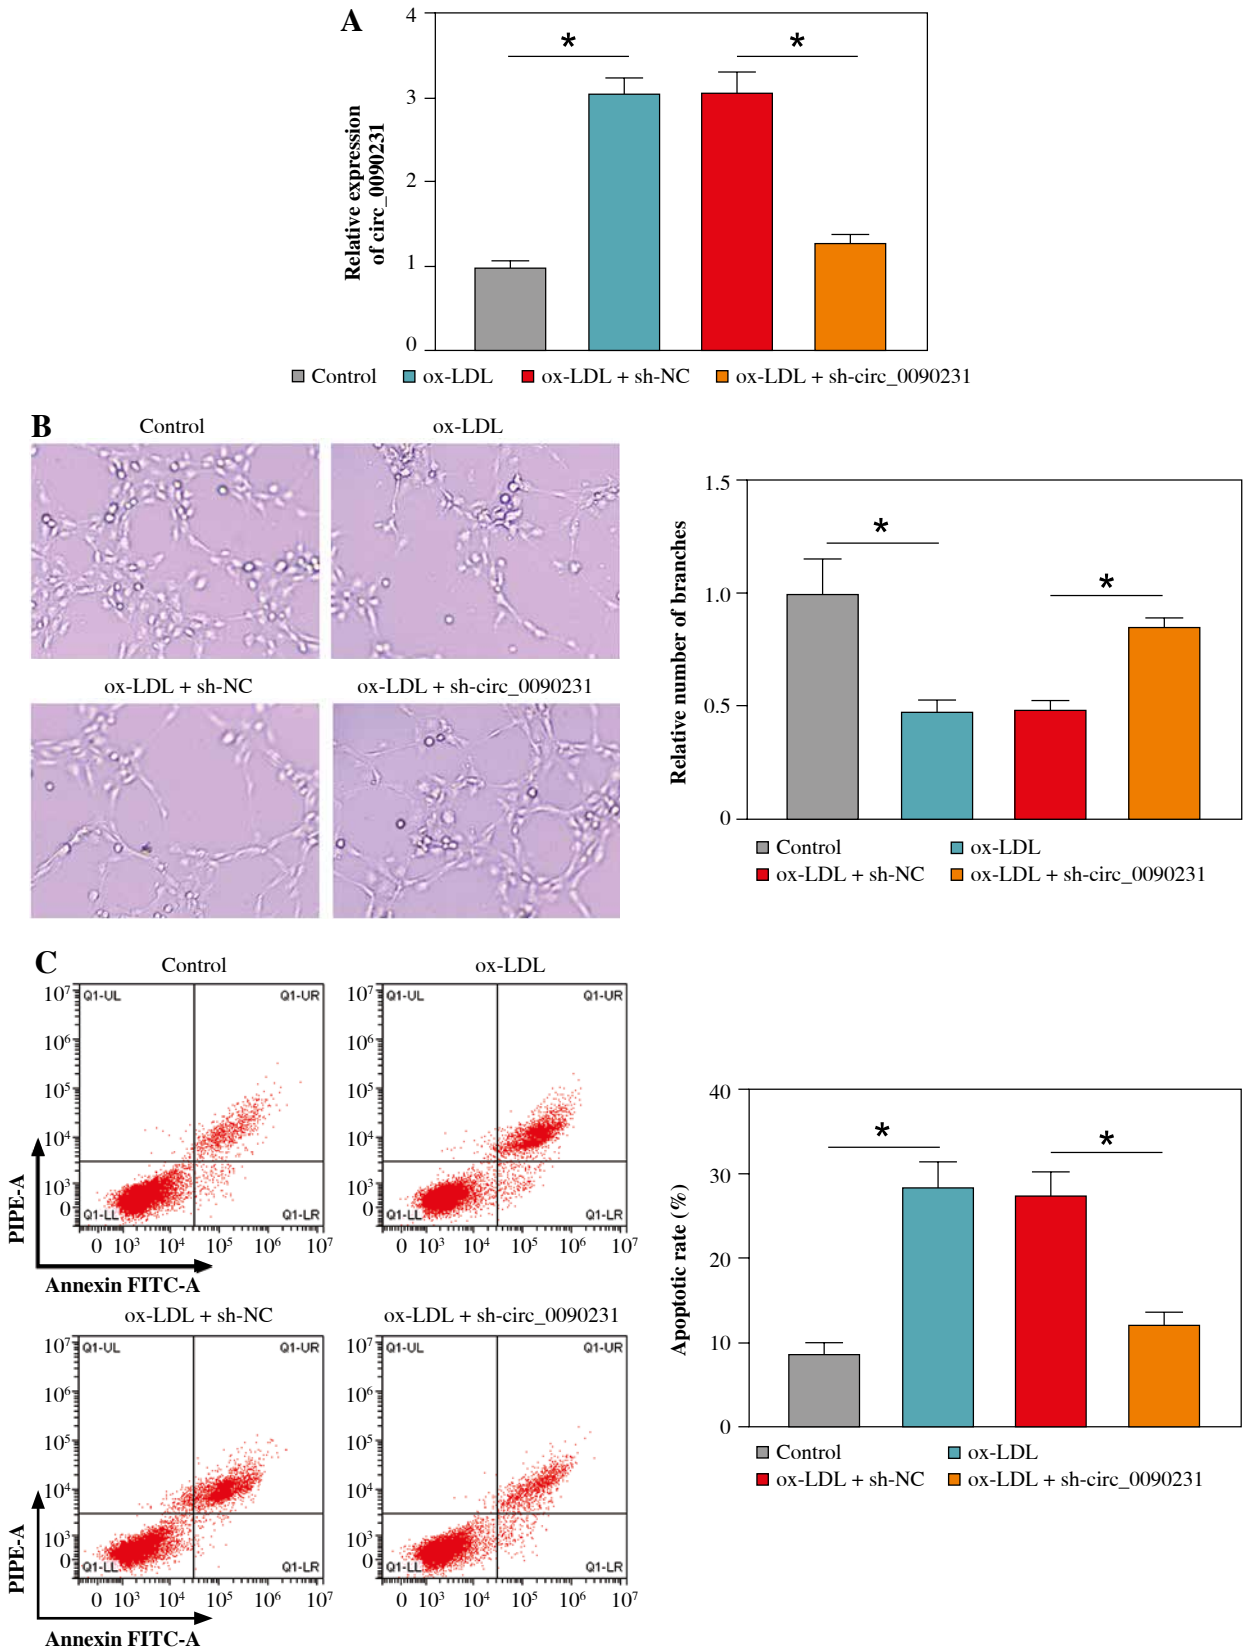 A
4
3
2
1
0
Relative expression
of circ_0090231
*
*
Control
ox-LDL
ox-LDL + sh-NC
ox-LDL + sh-circ_0090231
B
Control
ox-LDL
ox-LDL + sh-NC
ox-LDL + sh-circ_0090231
1.5
1.0
0.5
0
Relative number of branches
*
*
Control
ox-LDL
ox-LDL + sh-NC
ox-LDL + sh-circ_0090231
C
Control
10⁷
10⁶
10⁵
10⁴
10³
0
Q1-UL
Q1-UR
Q1-LL
Q1-LR
0 10³ 10⁴ 10⁵ 10⁶ 10⁷
PIPE-A
Annexin FITC-A
ox-LDL
10⁷
10⁶
10⁵
10⁴
10³
0
Q1-UL
Q1-UR
Q1-LL
Q1-LR
0 10³ 10⁴ 10⁵ 10⁶ 10⁷
ox-LDL + sh-NC
10⁷
10⁶
10⁵
10⁴
10³
0
Q1-UL
Q1-UR
Q1-LL
Q1-LR
0 10³ 10⁴ 10⁵ 10⁶ 10⁷
PIPE-A
Annexin FITC-A
ox-LDL + sh-circ_0090231
10⁷
10⁶
10⁵
10⁴
10³
0
Q1-UL
Q1-UR
Q1-LL
Q1-LR
0 10³ 10⁴ 10⁵ 10⁶ 10⁷
40
30
20
10
0
Apoptotic rate (%)
*
*
Control
ox-LDL
ox-LDL + sh-NC
ox-LDL + sh-circ_0090231